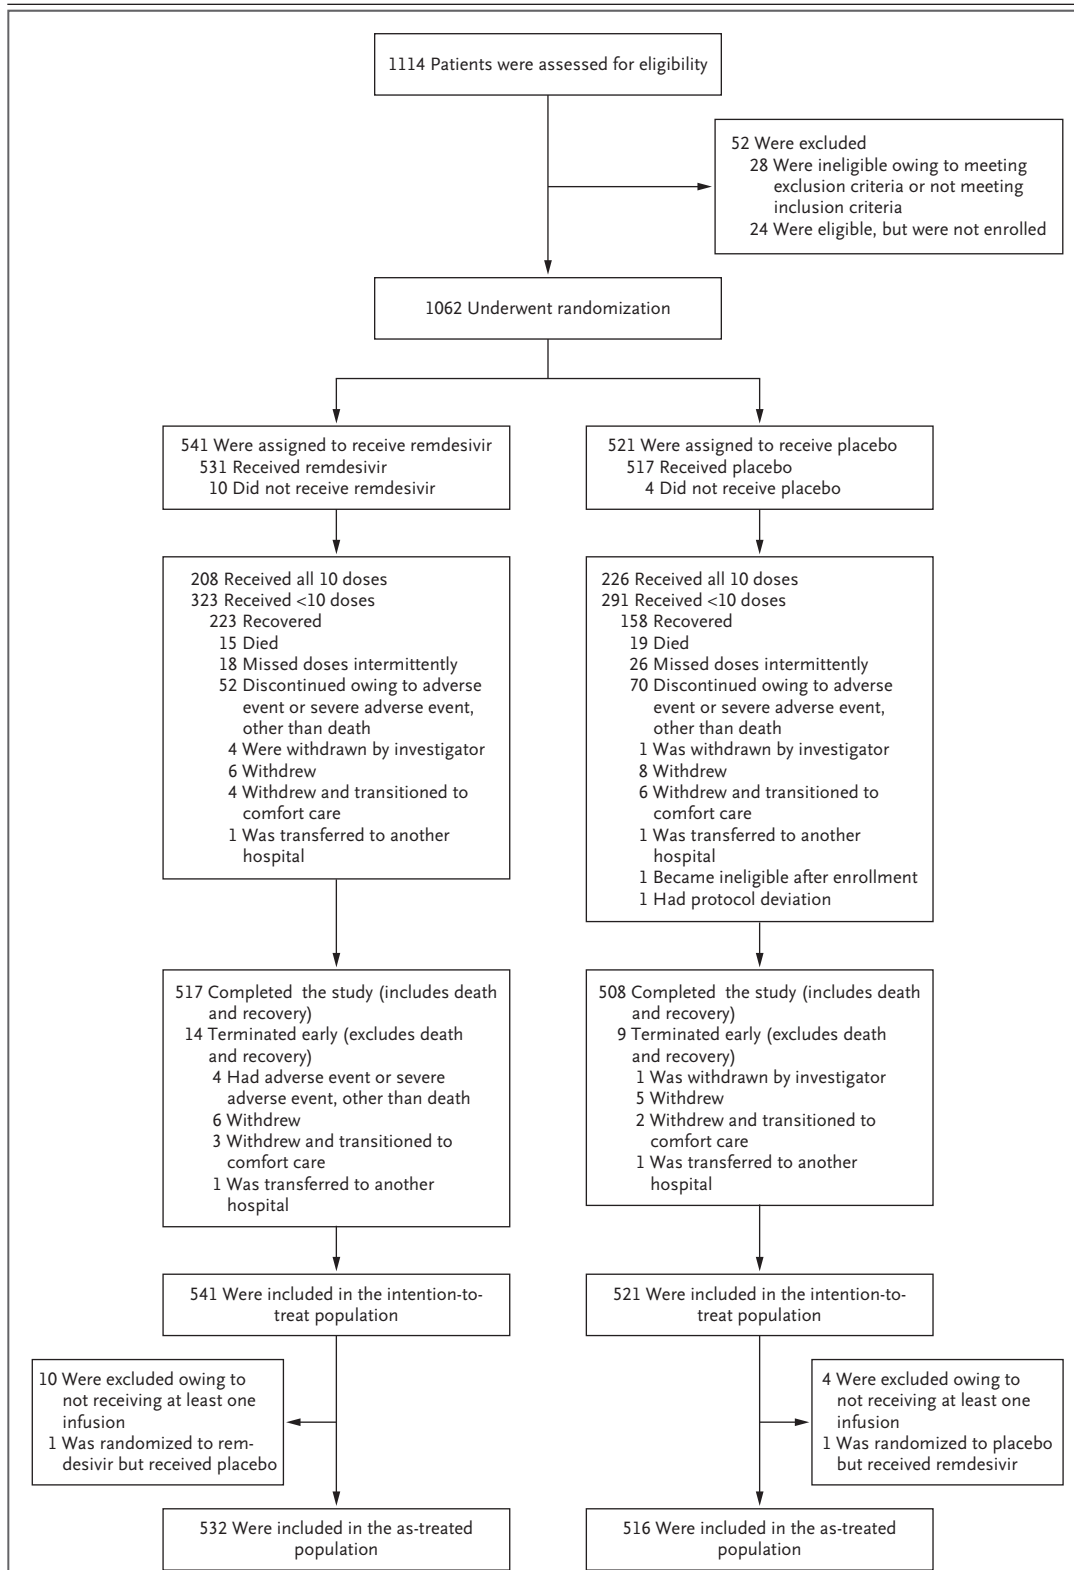 1114 Patients were assessed for eligibility
52 Were excluded
28 Were ineligible owing to meeting
exclusion criteria or not meeting
inclusion criteria
24 Were eligible, but were not enrolled
1062 Underwent randomization
541 Were assigned to receive remdesivir
531 Received remdesivir
10 Did not receive remdesivir
521 Were assigned to receive placebo
517 Received placebo
4 Did not receive placebo
208 Received all 10 doses
323 Received <10 doses
223 Recovered
15 Died
18 Missed doses intermittently
52 Discontinued owing to adverse
event or severe adverse event,
other than death
4 Were withdrawn by investigator
6 Withdrew
4 Withdrew and transitioned to
comfort care
1 Was transferred to another
hospital
226 Received all 10 doses
291 Received <10 doses
158 Recovered
19 Died
26 Missed doses intermittently
70 Discontinued owing to adverse
event or severe adverse event,
other than death
1 Was withdrawn by investigator
8 Withdrew
6 Withdrew and transitioned to
comfort care
1 Was transferred to another
hospital
1 Became ineligible after enrollment
1 Had protocol deviation
517 Completed the study (includes death
and recovery)
14 Terminated early (excludes death
and recovery)
4 Had adverse event or severe
adverse event, other than death
6 Withdrew
3 Withdrew and transitioned to
comfort care
1 Was transferred to another
hospital
508 Completed the study (includes death
and recovery)
9 Terminated early (excludes death
and recovery)
1 Was withdrawn by investigator
5 Withdrew
2 Withdrew and transitioned to
comfort care
1 Was transferred to another
hospital
541 Were included in the intention-to-
treat population
521 Were included in the intention-to-
treat population
10 Were excluded owing to
not receiving at least one
infusion
1 Was randomized to rem-
desivir but received placebo
4 Were excluded owing to
not receiving at least one
infusion
1 Was randomized to placebo
but received remdesivir
532 Were included in the as-treated
population
516 Were included in the as-treated
population